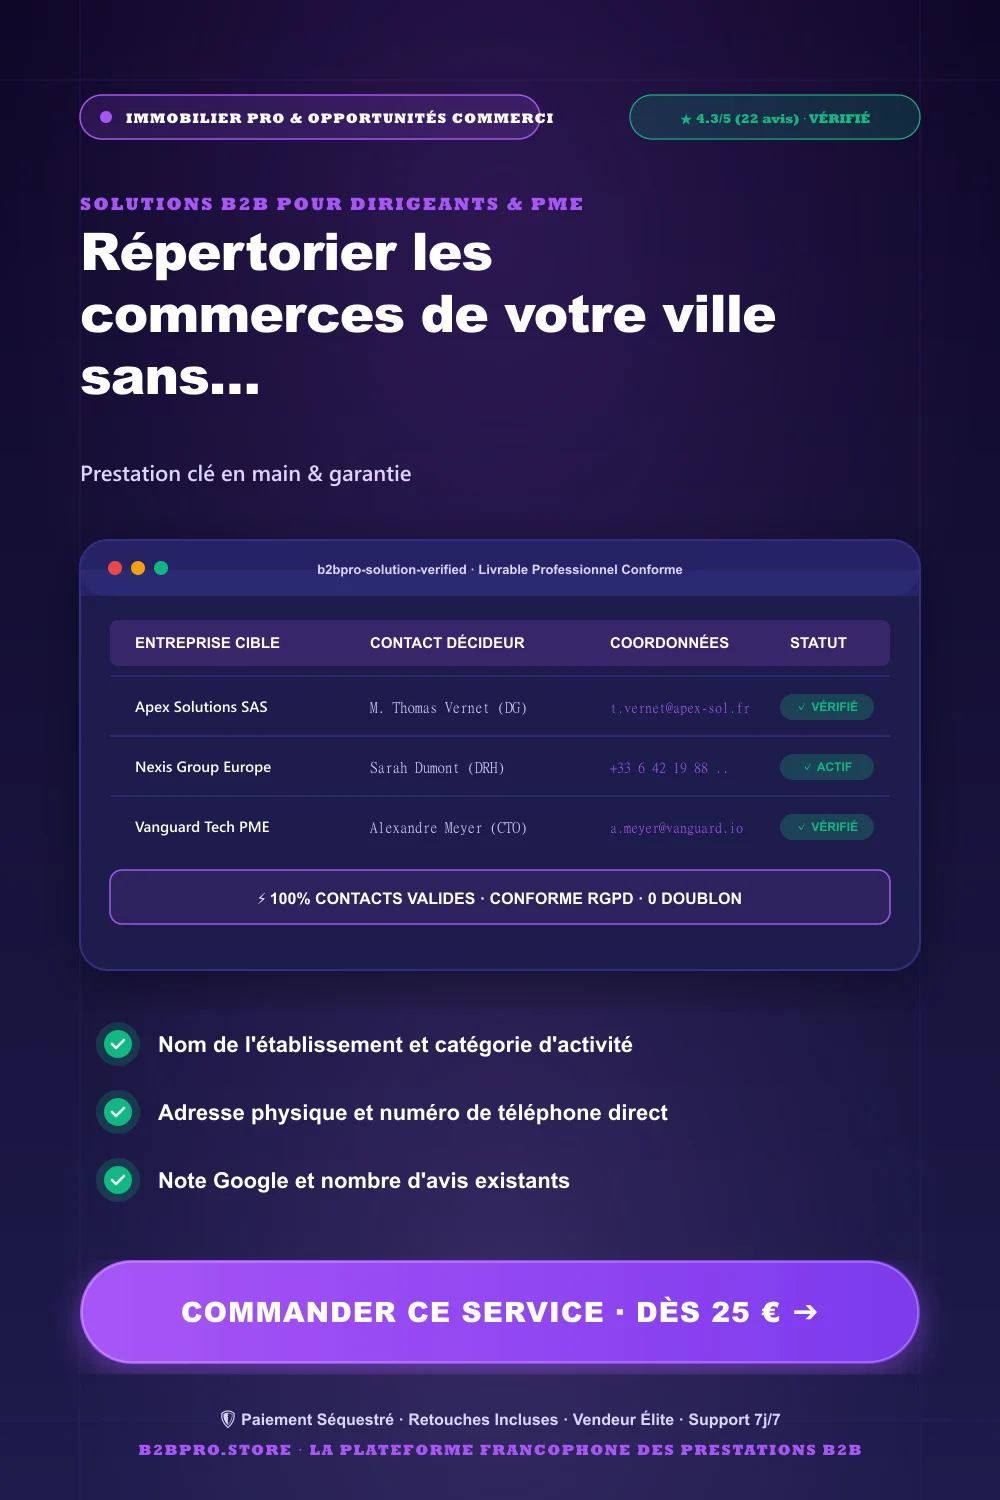 IMMOBILIER PRO & OPPORTUNITÉS COMMERCI
★ 4.3/5 (22 avis) · VÉRIFIÉ
SOLUTIONS B2B POUR DIRIGEANTS & PME
Répertorier les
commerces de votre ville
sans...
Prestation clé en main & garantie
b2bpro-solution-verified · Livrable Professionnel Conforme
ENTREPRISE CIBLE CONTACT DÉCIDEUR COORDONNÉES STATUT
Apex Solutions SAS M. Thomas Vernet (DG) t.vernet@apex-sol.fr ✓ VÉRIFIÉ
Nexis Group Europe Sarah Dumont (DRH) +33 6 42 19 88 .. ✓ ACTIF
Vanguard Tech PME Alexandre Meyer (CTO) a.meyer@vanguard.io ✓ VÉRIFIÉ
⚡ 100% CONTACTS VALIDES · CONFORME RGPD · 0 DOUBLON
Nom de l'établissement et catégorie d'activité
Adresse physique et numéro de téléphone direct
Note Google et nombre d'avis existants
COMMANDER CE SERVICE · DÈS 25 € ➔
🛡 Paiement Séquestré · Retouches Incluses · Vendeur Élite · Support 7j/7
B2BPRO.STORE · LA PLATEFORME FRANCOPHONE DES PRESTATIONS B2B